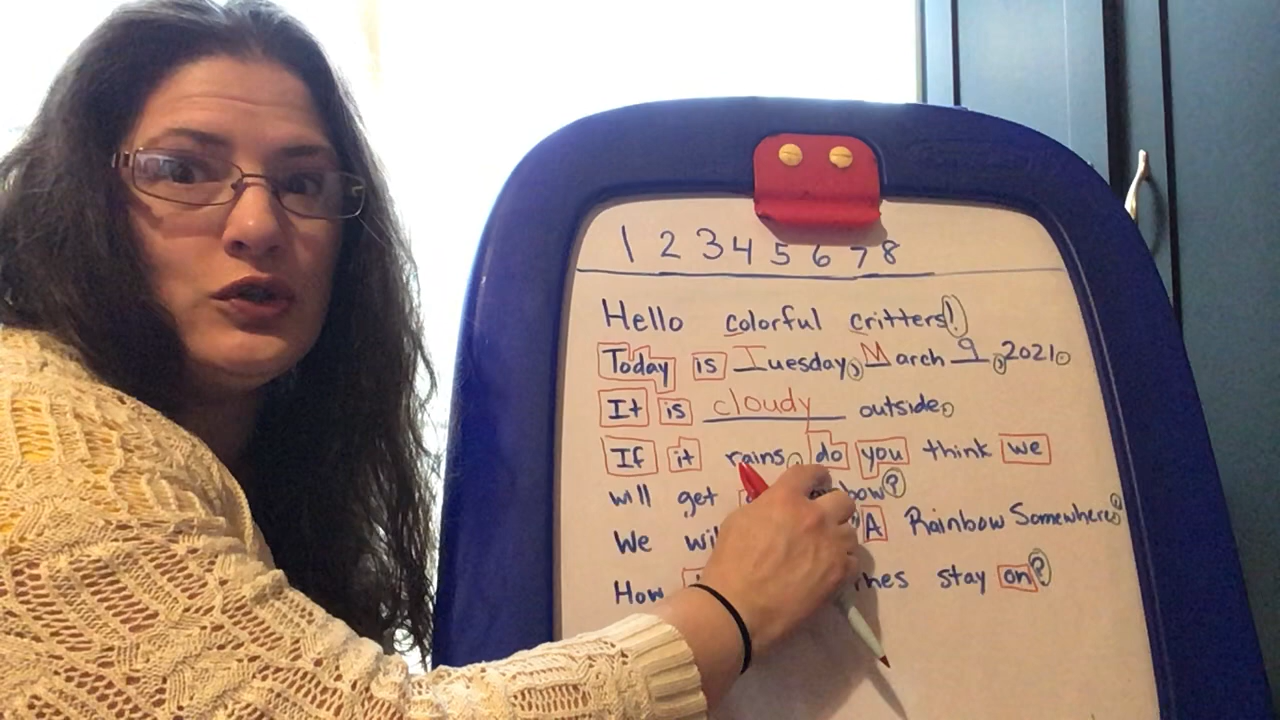 1 2 3 4 5 6 7 8
Hello colorful critters!
Today is Tuesday, March 9, 2021.
It is cloudy outside.
If it rains, do you think we
will get bow?
We A Rainbow Somewhere:
How stay on?